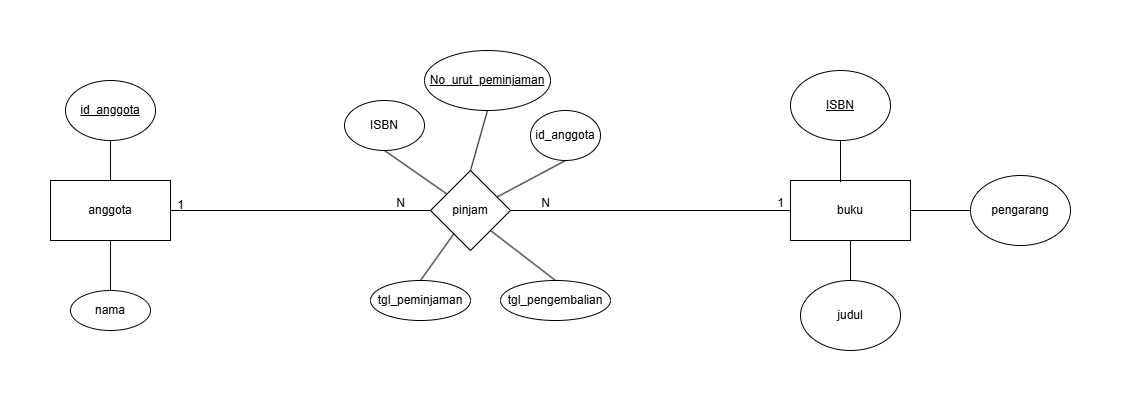 No_urut_peminjaman
id_anggota
ISBN
ISBN
id_anggota
anggota
1
N
pinjam
N
1
buku
pengarang
nama
tgl_peminjaman
tgl_pengembalian
judul